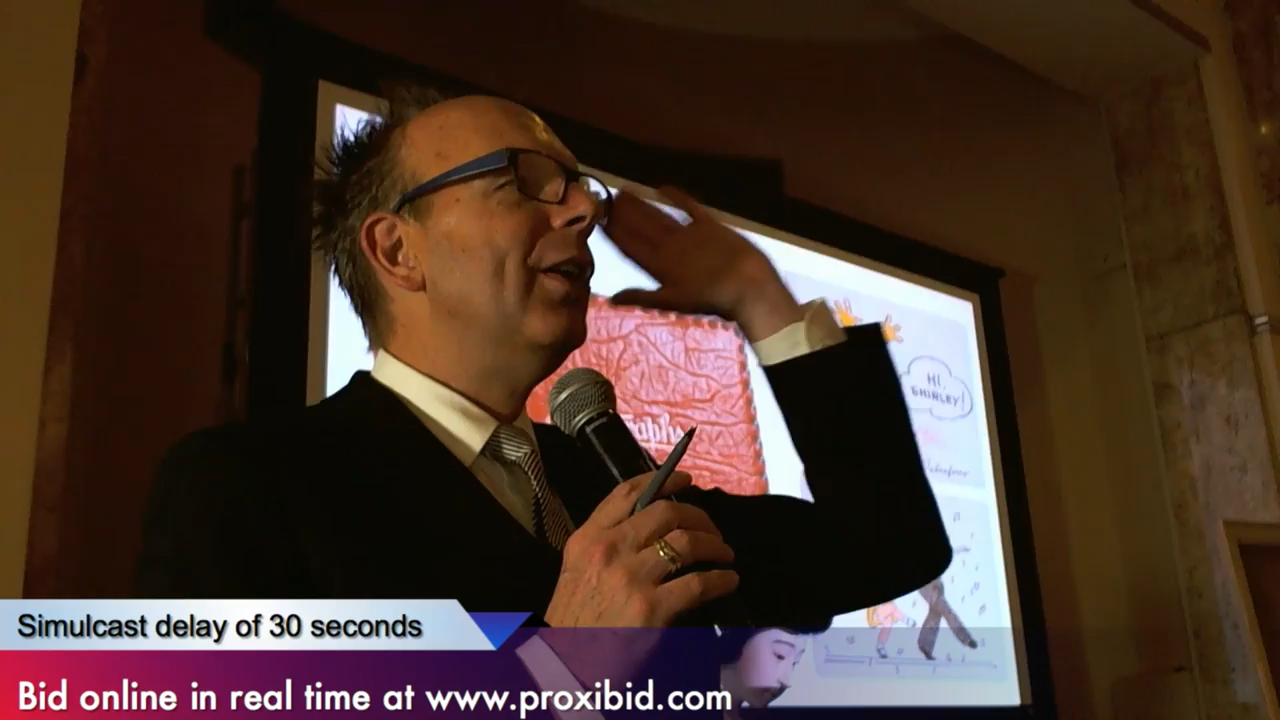 HI,
SHIRLEY!
Simulcast delay of 30 seconds
Bid online in real time at www.proxibid.com